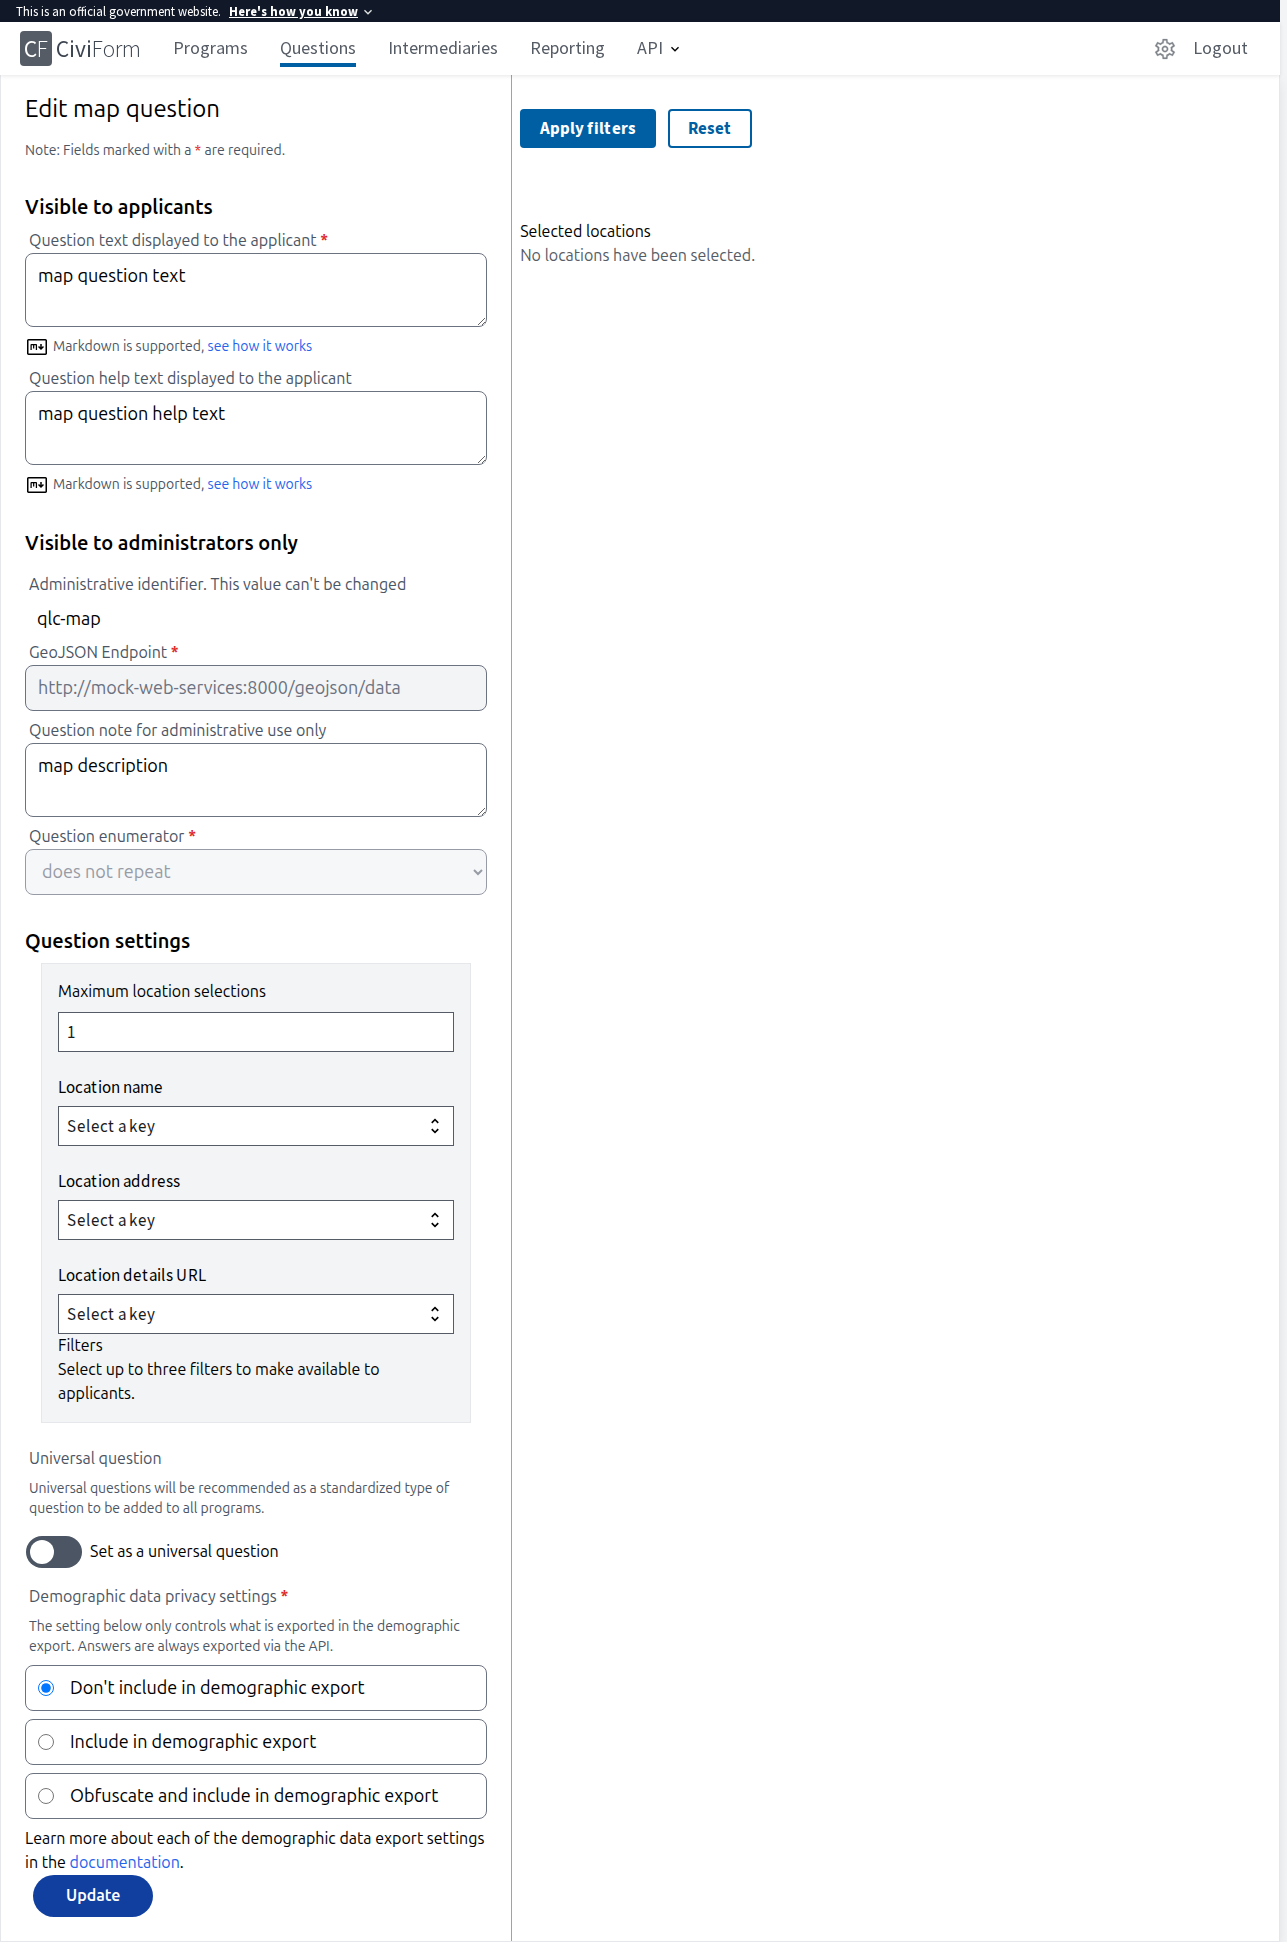 This is an official government website. Here's how you know
CF CiviForm Programs Questions Intermediaries Reporting API Logout
Edit map question
Note: Fields marked with a * are required.
Visible to applicants
Question text displayed to the applicant *
map question text
Markdown is supported, see how it works
Question help text displayed to the applicant
map question help text
Markdown is supported, see how it works
Visible to administrators only
Administrative identifier. This value can't be changed
qlc-map
GeoJSON Endpoint *
http://mock-web-services:8000/geojson/data
Question note for administrative use only
map description
Question enumerator *
does not repeat
Question settings
Maximum location selections
1
Location name
Select a key
Location address
Select a key
Location details URL
Select a key
Filters
Select up to three filters to make available to
applicants.
Universal question
Universal questions will be recommended as a standardized type of
question to be added to all programs.
Set as a universal question
Demographic data privacy settings *
The setting below only controls what is exported in the demographic
export. Answers are always exported via the API.
Don't include in demographic export
Include in demographic export
Obfuscate and include in demographic export
Learn more about each of the demographic data export settings
in the documentation.
Update
Apply filters Reset
Selected locations
No locations have been selected.